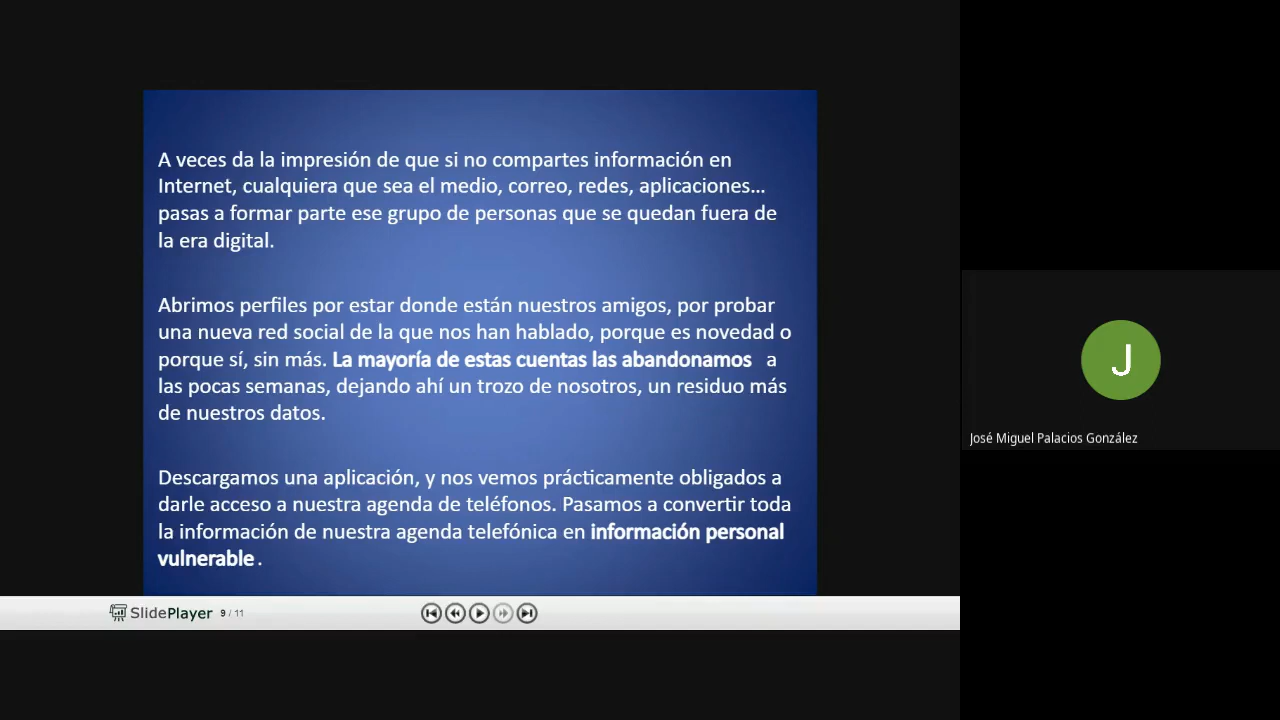 A veces da la impresión de que si no compartes información en
Internet, cualquiera que sea el medio, correo, redes, aplicaciones...
pasas a formar parte ese grupo de personas que se quedan fuera de
la era digital.
Abrimos perfiles por estar donde están nuestros amigos, por probar
una nueva red social de la que nos han hablado, porque es novedad o
porque sí, sin más. La mayoría de estas cuentas las abandonamos a
las pocas semanas, dejando ahí un trozo de nosotros, un residuo más
de nuestros datos.
Descargamos una aplicación, y nos vemos prácticamente obligados a
darle acceso a nuestra agenda de teléfonos. Pasamos a convertir toda
la información de nuestra agenda telefónica en información personal
vulnerable .
SlidePlayer 9 / 11
J
José Miguel Palacios González